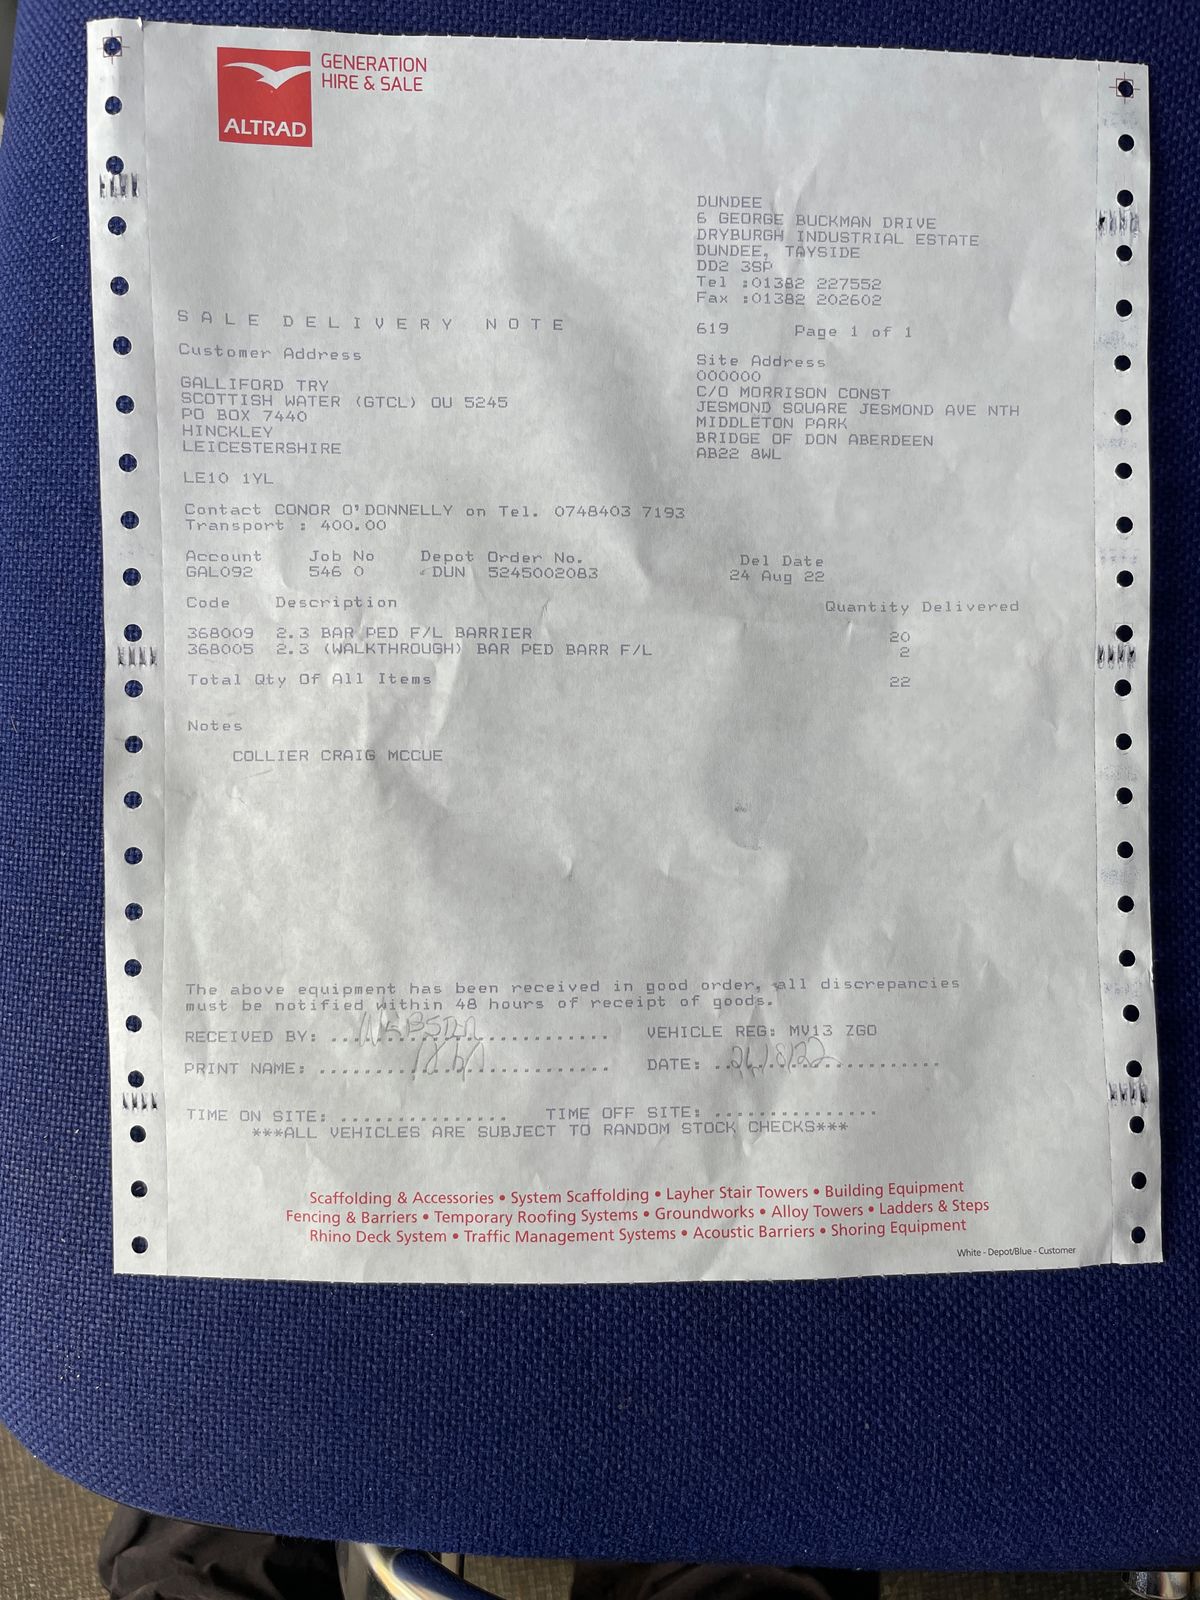 GENERATION
HIRE & SALE
ALTRAD
DUNDEE
6 GEORGE BUCKMAN DRIVE
DRYBURGH INDUSTRIAL ESTATE
DUNDEE, TAYSIDE
DD2 3SP
Tel :01382 227552
Fax :01382 202602
SALE DELIVERY NOTE
619 Page 1 of 1
Customer Address
GALLIFORD TRY
SCOTTISH WATER (GTCL) OU 5245
PO BOX 7440
HINCKLEY
LEICESTERSHIRE
LE10 1YL
Site Address
000000
C/O MORRISON CONST
JESMOND SQUARE JESMOND AVE NTH
MIDDLETON PARK
BRIDGE OF DON ABERDEEN
AB22 8WL
Contact CONOR O'DONNELLY on Tel. 0748403 7193
Transport : 400.00
Account Job No Depot Order No. Del Date
GAL092 546 0 DUN 5245002083 24 Aug 22
Code Description Quantity Delivered
368009 2.3 BAR PED F/L BARRIER 20
368005 2.3 (WALKTHROUGH) BAR PED BARR F/L 2
Total Qty Of All Items 22
Notes
COLLIER CRAIG MCCUE
The above equipment has been received in good order, all discrepancies
must be notified within 48 hours of receipt of goods.
RECEIVED BY: WEBSTER VEHICLE REG: MV13 ZGO
PRINT NAME: DATE:
TIME ON SITE: TIME OFF SITE:
***ALL VEHICLES ARE SUBJECT TO RANDOM STOCK CHECKS***
Scaffolding & Accessories • System Scaffolding • Layher Stair Towers • Building Equipment
Fencing & Barriers • Temporary Roofing Systems • Groundworks • Alloy Towers • Ladders & Steps
Rhino Deck System • Traffic Management Systems • Acoustic Barriers • Shoring Equipment
White - Depot/Blue - Customer